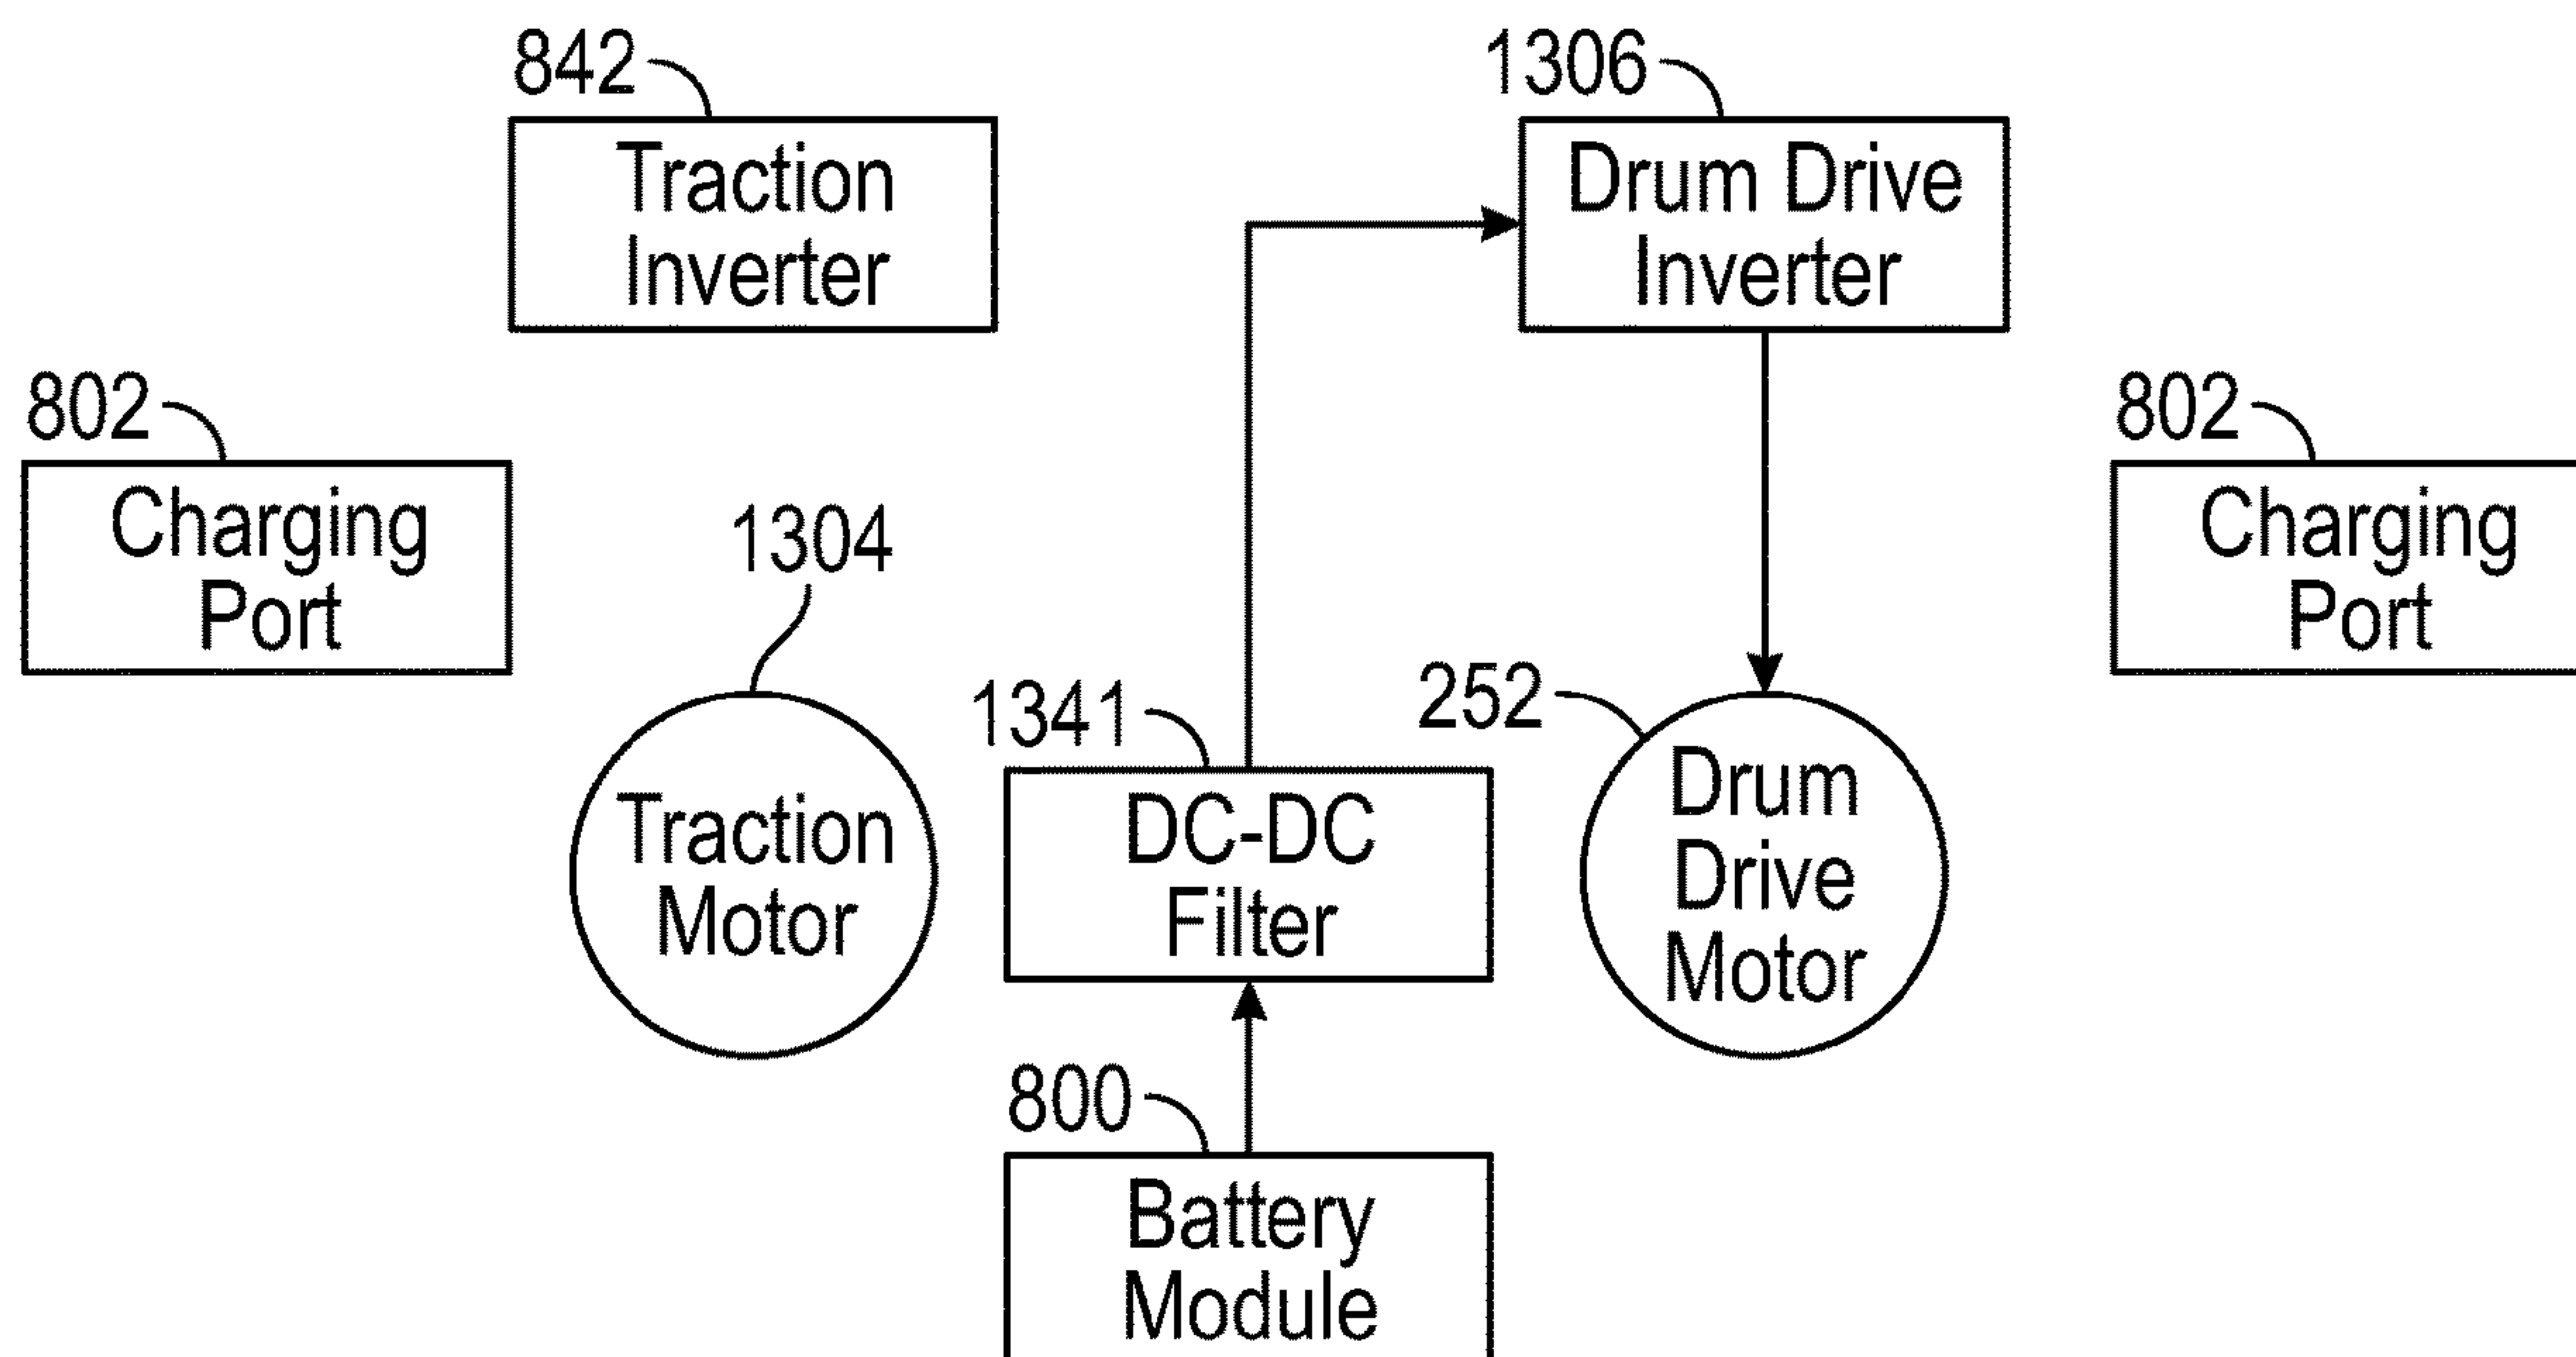 842
Traction
Inverter
1306
Drum Drive
Inverter
802
Charging
Port
802
Charging
Port
1304
Traction
Motor
1341
DC-DC
Filter
252
Drum
Drive
Motor
800
Battery
Module